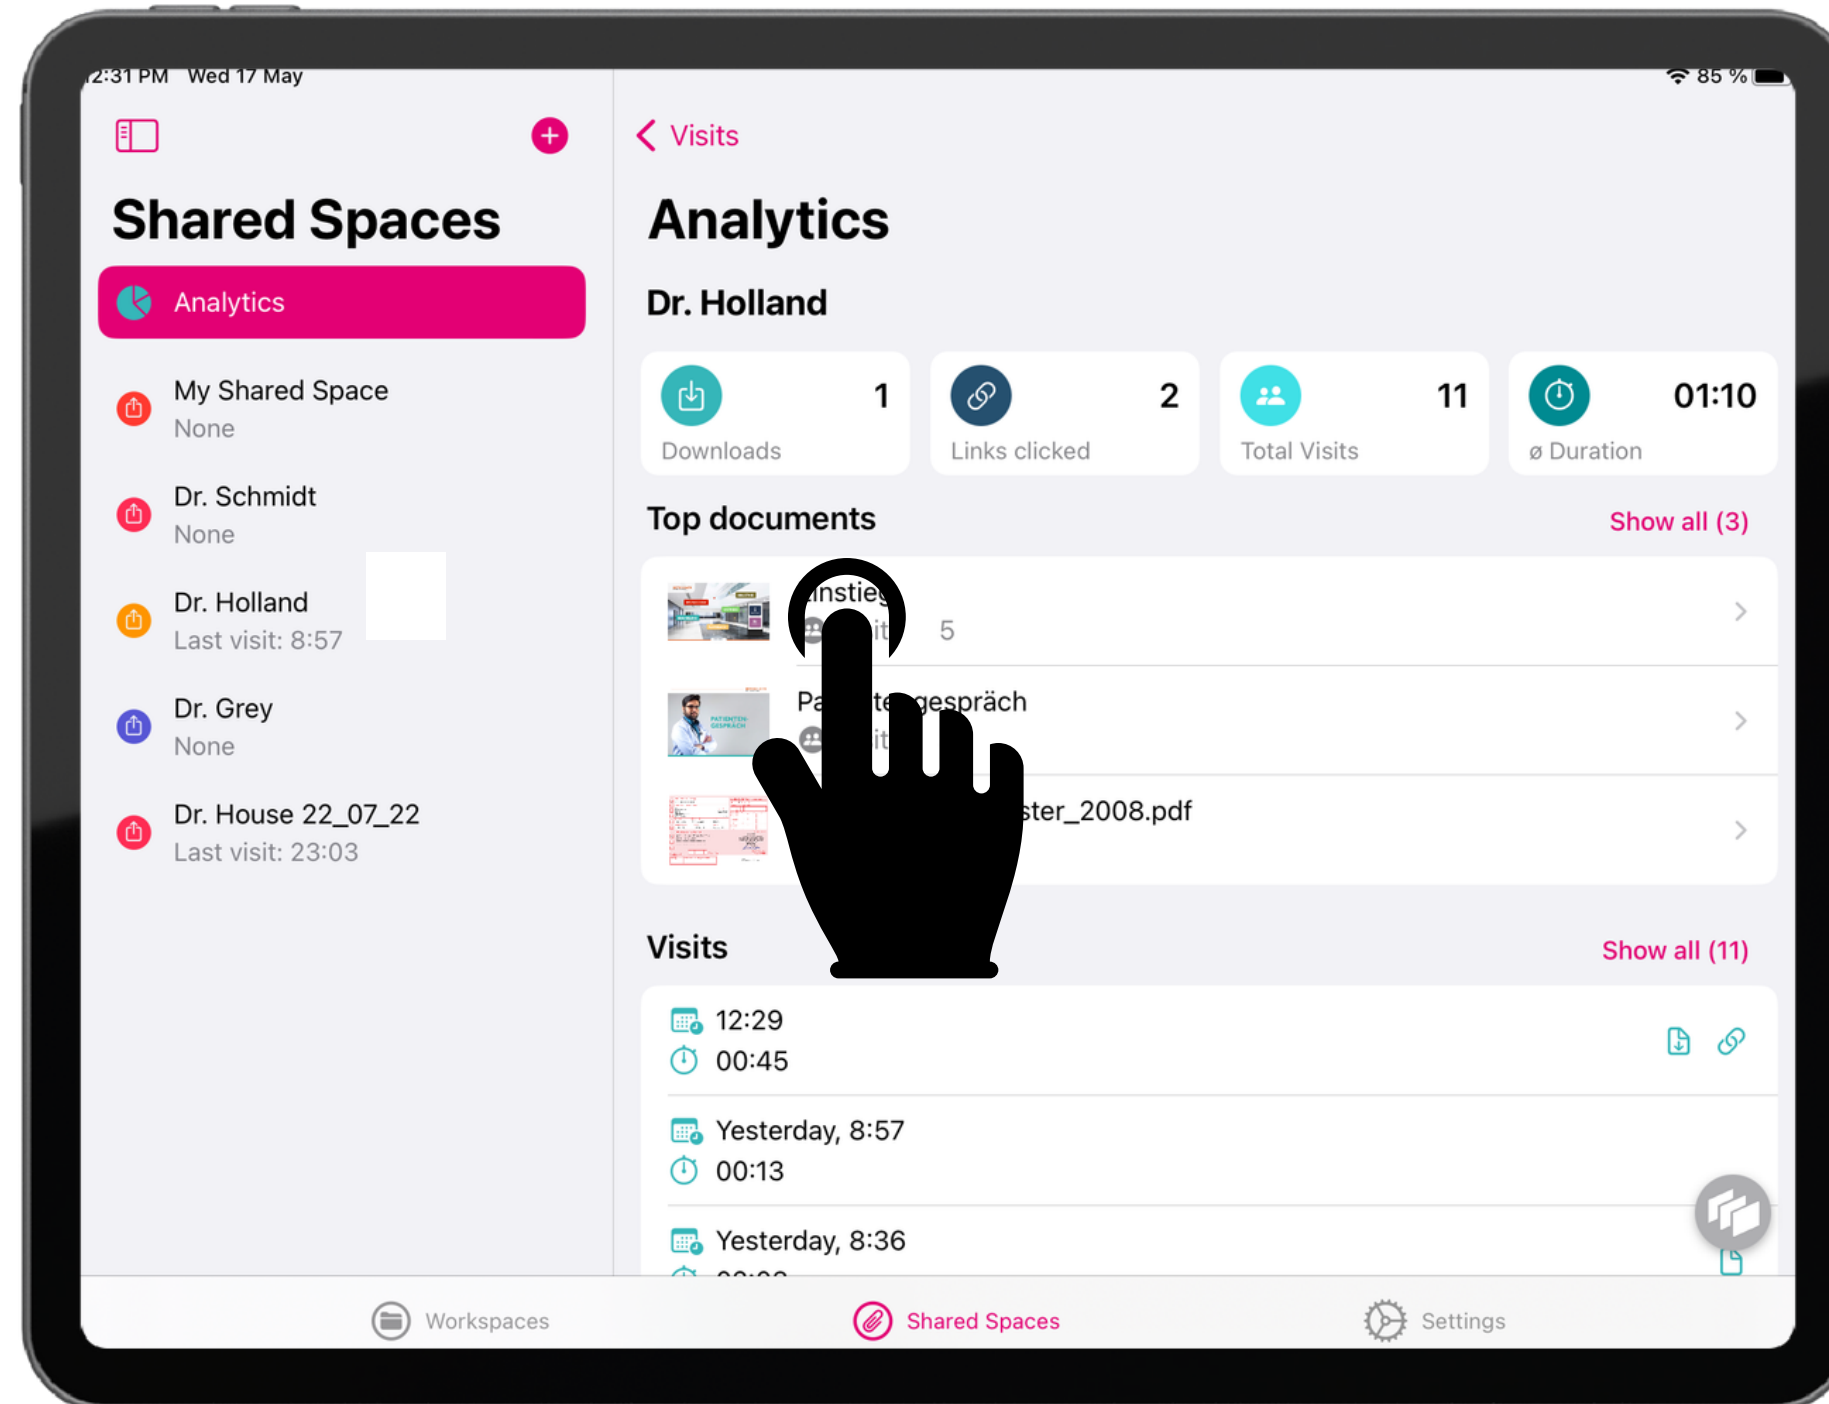 12:31 PM Wed 17 May
85 %
Shared Spaces
Analytics
My Shared Space
None
Dr. Schmidt
None
Dr. Holland
Last visit: 8:57
Dr. Grey
None
Dr. House 22_07_22
Last visit: 23:03
Visits
Analytics
Dr. Holland
1
Downloads
2
Links clicked
11
Total Visits
01:10
ø Duration
Top documents
Show all (3)
5
PATIENTEN-
GESPRÄCH
gespräch
ster_2008.pdf
Visits
Show all (11)
12:29
00:45
Yesterday, 8:57
00:13
Yesterday, 8:36
Workspaces
Shared Spaces
Settings